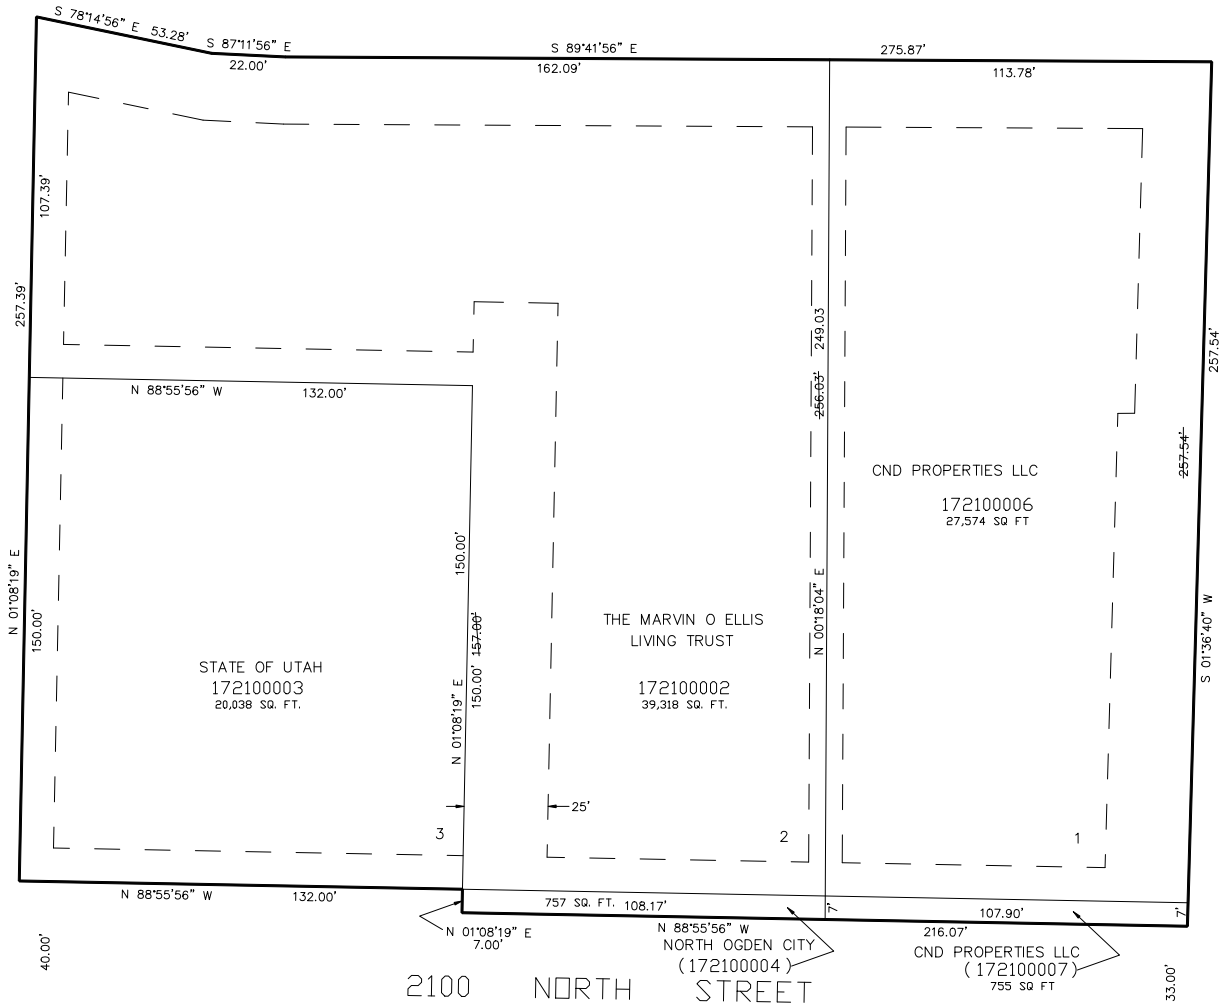 S 78°14'56" E 53.28'
S 87°11'56" E
22.00'
S 89°41'56" E
162.09'
275.87'
113.78'
107.39'
257.39'
N 88°55'56" W 132.00'
249.03
256.03'
257.54'
257.54'
CND PROPERTIES LLC
172100006
27,574 SQ FT
N 01°08'19" E
150.00'
150.00'
157.00'
150.00'
N 01°08'19" E
STATE OF UTAH
172100003
20,038 SQ. FT.
THE MARVIN O ELLIS
LIVING TRUST
172100002
39,318 SQ. FT.
N 00°18'04" E
S 01°36'40" W
25'
3
2
1
N 88°55'56" W 132.00'
757 SQ. FT. 108.17'
7'
107.90'
7'
N 01°08'19" E
7.00'
N 88°55'56" W
216.07'
NORTH OGDEN CITY
(172100004)
CND PROPERTIES LLC
(172100007)
755 SQ FT
40.00'
33.00'
2100 NORTH STREET